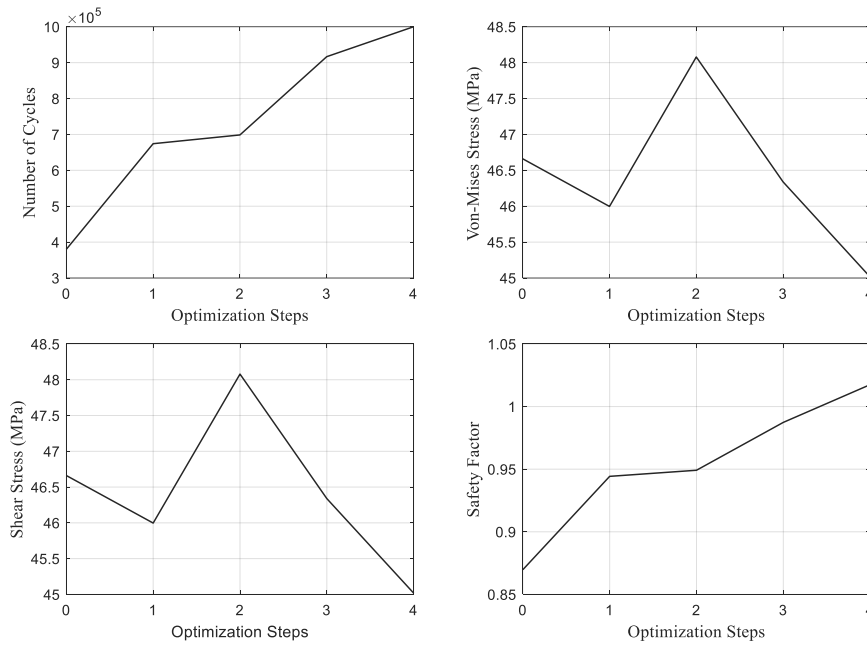 ×10⁵
10
9
8
7
6
5
4
3
Number of Cycles
0 1 2 3 4
Optimization Steps
48.5
48
47.5
47
46.5
46
45.5
45
Von-Mises Stress (MPa)
0 1 2 3 4
Optimization Steps
48.5
48
47.5
47
46.5
46
45.5
45
Shear Stress (MPa)
0 1 2 3 4
Optimization Steps
1.05
1
0.95
0.9
0.85
Safety Factor
0 1 2 3 4
Optimization Steps